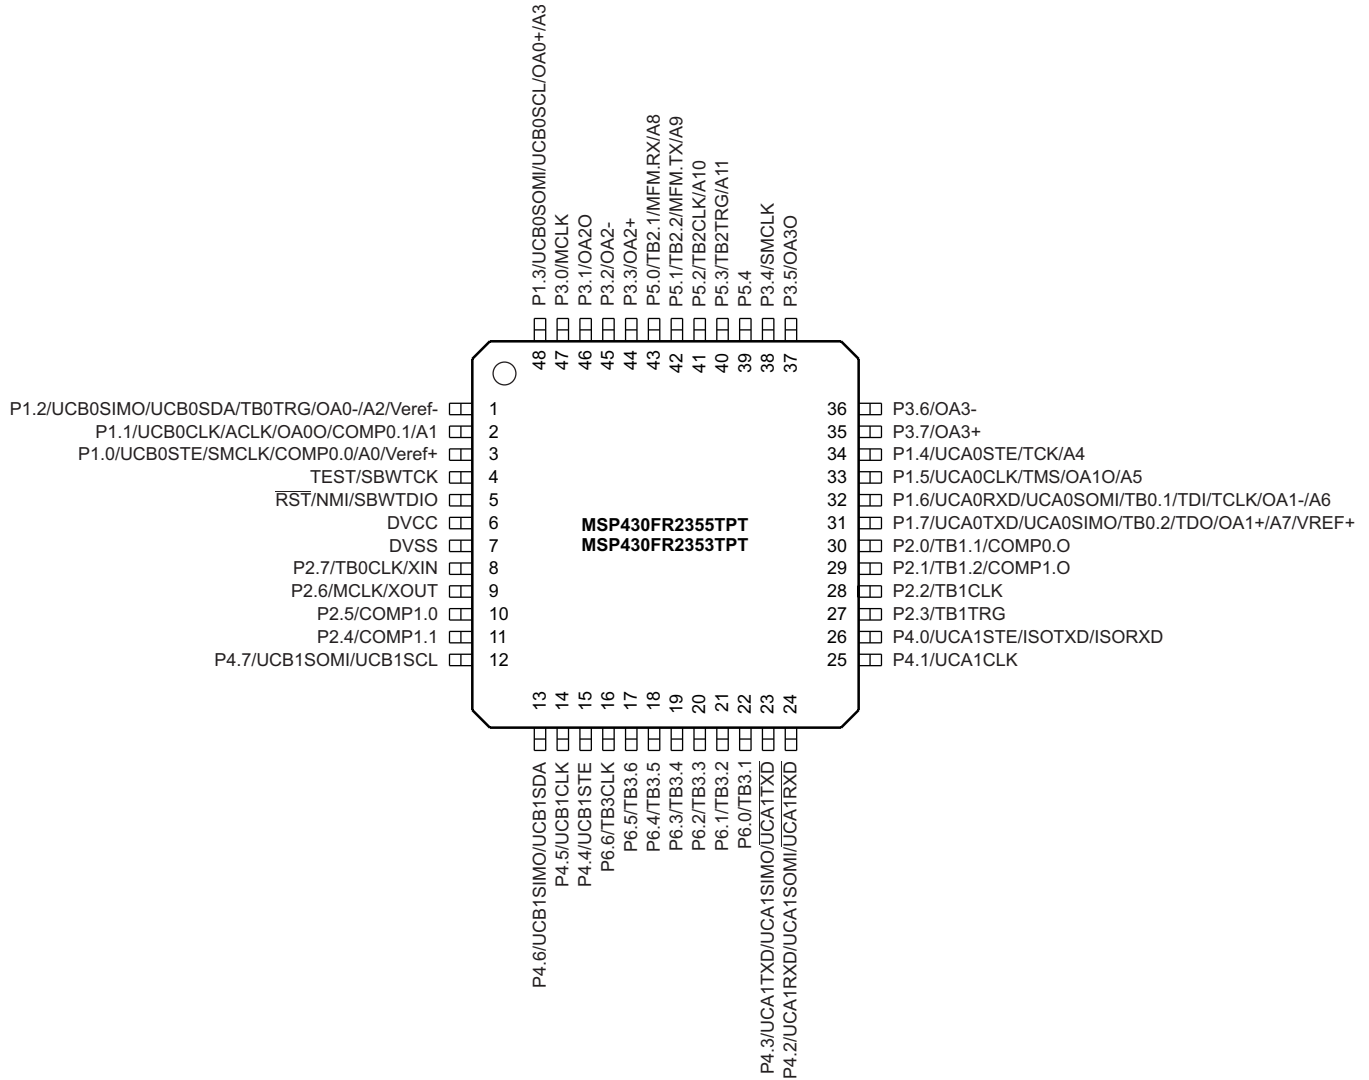 P1.3/UCB0SOMI/UCB0SCL/OA0+/A3
P3.0/MCLK
P3.1/OA2O
P3.2/OA2-
P3.3/OA2+
P5.0/TB2.1/MFM.RX/A8
P5.1/TB2.2/MFM.TX/A9
P5.2/TB2CLK/A10
P5.3/TB2TRG/A11
P5.4
P3.4/SMCLK
P3.5/OA3O
48 47 46 45 44 43 42 41 40 39 38 37
P1.2/UCB0SIMO/UCB0SDA/TB0TRG/OA0-/A2/Veref- 1
P1.1/UCB0CLK/ACLK/OA0O/COMP0.1/A1 2
P1.0/UCB0STE/SMCLK/COMP0.0/A0/Veref+ 3
TEST/SBWTCK 4
R̅S̅T̅/NMI/SBWTDIO 5
DVCC 6
DVSS 7
P2.7/TB0CLK/XIN 8
P2.6/MCLK/XOUT 9
P2.5/COMP1.0 10
P2.4/COMP1.1 11
P4.7/UCB1SOMI/UCB1SCL 12
MSP430FR2355TPT
MSP430FR2353TPT
36 P3.6/OA3-
35 P3.7/OA3+
34 P1.4/UCA0STE/TCK/A4
33 P1.5/UCA0CLK/TMS/OA1O/A5
32 P1.6/UCA0RXD/UCA0SOMI/TB0.1/TDI/TCLK/OA1-/A6
31 P1.7/UCA0TXD/UCA0SIMO/TB0.2/TDO/OA1+/A7/VREF+
30 P2.0/TB1.1/COMP0.O
29 P2.1/TB1.2/COMP1.O
28 P2.2/TB1CLK
27 P2.3/TB1TRG
26 P4.0/UCA1STE/ISOTXD/ISORXD
25 P4.1/UCA1CLK
13 14 15 16 17 18 19 20 21 22 23 24
P4.6/UCB1SIMO/UCB1SDA
P4.5/UCB1CLK
P4.4/UCB1STE
P6.6/TB3CLK
P6.5/TB3.6
P6.4/TB3.5
P6.3/TB3.4
P6.2/TB3.3
P6.1/TB3.2
P6.0/TB3.1
P4.3/UCA1TXD/UCA1SIMO/U̅C̅A̅1̅T̅X̅D̅
P4.2/UCA1RXD/UCA1SOMI/U̅C̅A̅1̅R̅X̅D̅